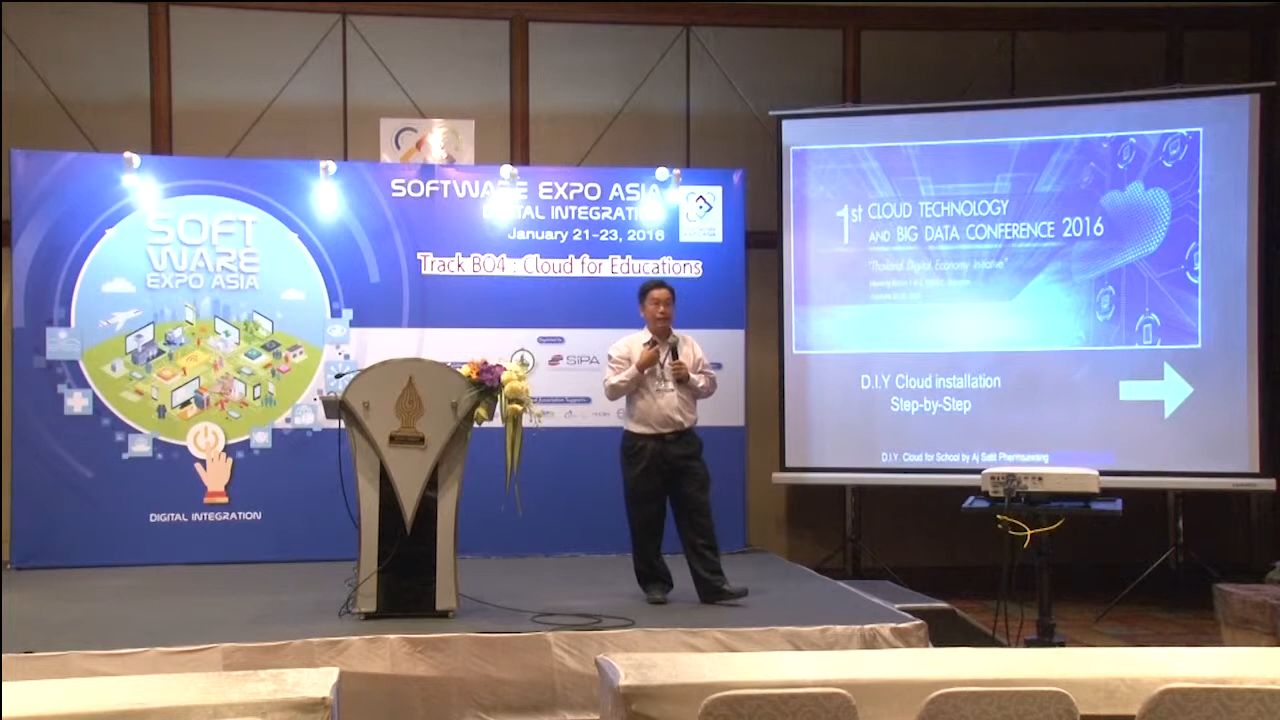 SOFT
WARE
EXPO ASIA
DIGITAL INTEGRATION
SOFTWARE EXPO ASIA
DIGITAL INTEGRATION
January 21-23, 2016
Track B04 : Cloud for Educations
SIPA
1st CLOUD TECHNOLOGY
AND BIG DATA CONFERENCE 2016
"Thailand Digital Economy Initiative"
D.I.Y Cloud installation
Step-by-Step
D.I.Y. Cloud for School by Aj Satit Phermsawang